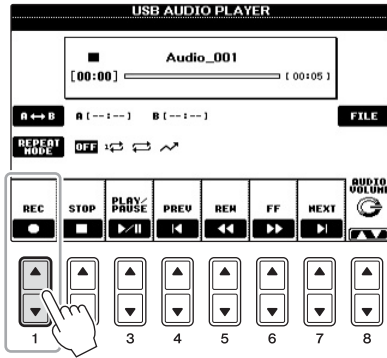 USB AUDIO PLAYER
Audio_001
[00:00] [ 00:05 ]
A ↔ B A [ --:-- ] B [ --:-- ] FILE
REPEAT MODE OFF 1
AUDIO VOLUME
REC STOP PLAY/PAUSE PREV REW FF NEXT
1 3 4 5 6 7 8